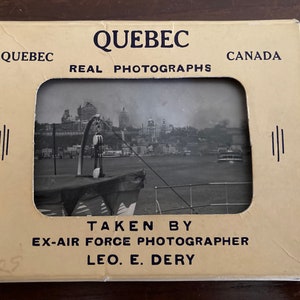 QUEBEC
QUEBEC CANADA
REAL PHOTOGRAPHS
TAKEN BY
EX-AIR FORCE PHOTOGRAPHER
LEO. E. DERY